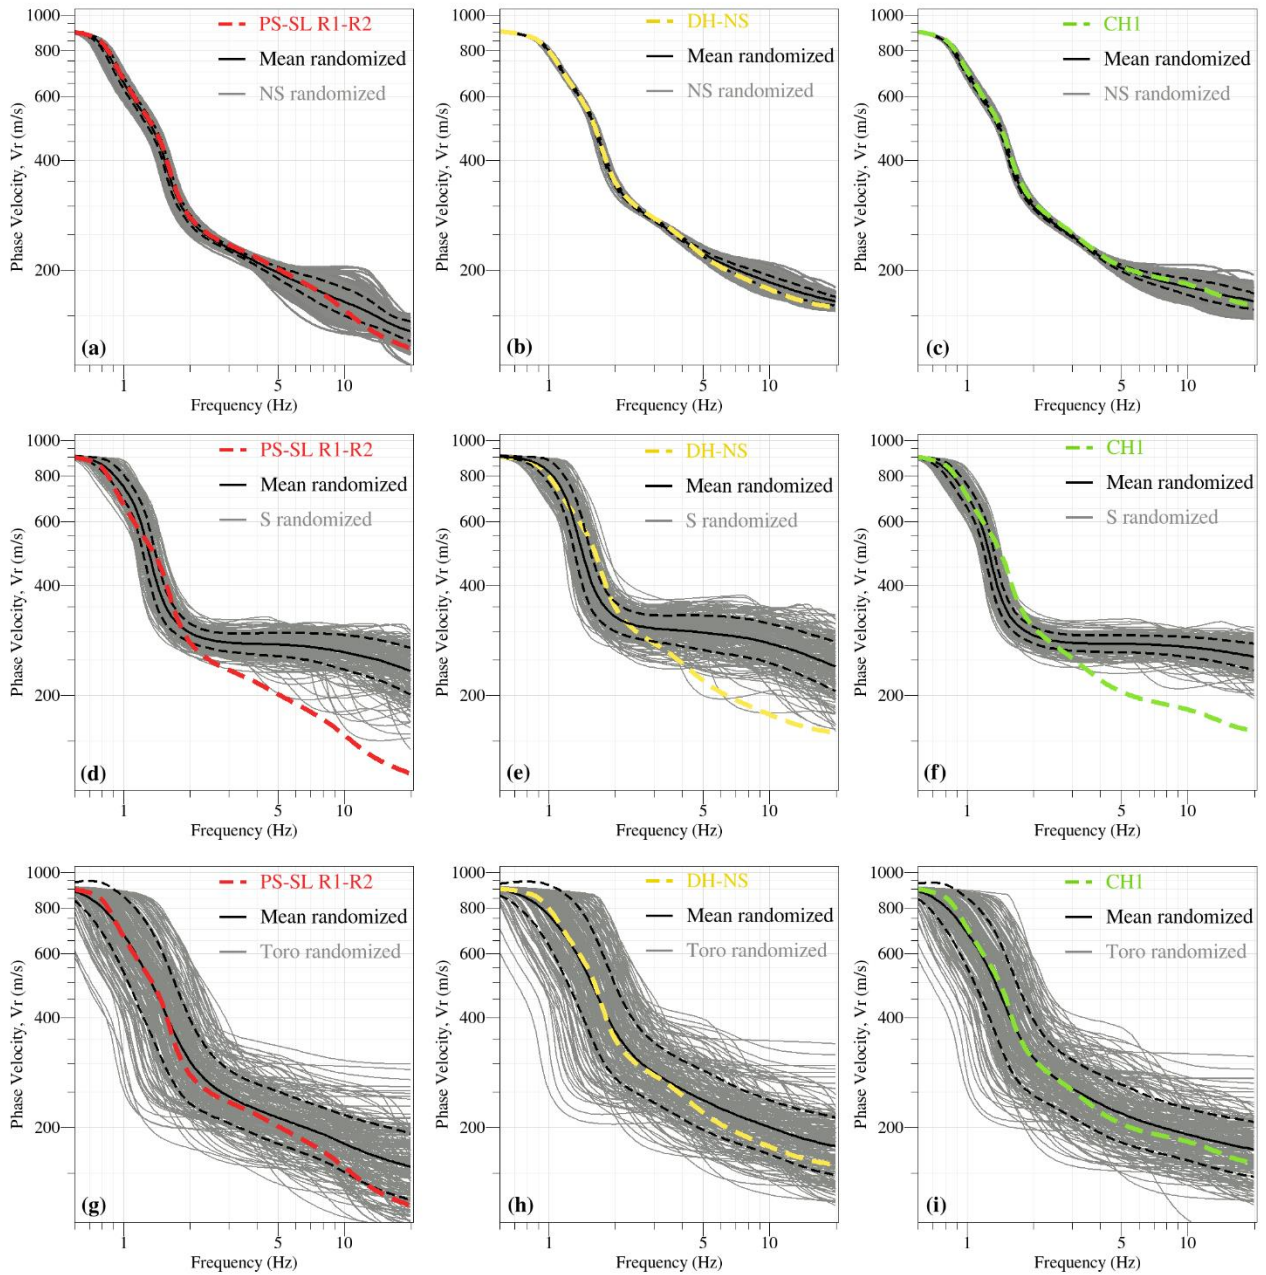 1000
800
600
400
200
Phase Velocity, Vr (m/s)
PS-SL R1-R2
Mean randomized
NS randomized
(a)
1
5
10
Frequency (Hz)
1000
800
600
400
200
Phase Velocity, Vr (m/s)
DH-NS
Mean randomized
NS randomized
(b)
1
5
10
Frequency (Hz)
1000
800
600
400
200
Phase Velocity, Vr (m/s)
CH1
Mean randomized
NS randomized
(c)
1
5
10
Frequency (Hz)
1000
800
600
400
200
Phase Velocity, Vr (m/s)
PS-SL R1-R2
Mean randomized
S randomized
(d)
1
5
10
Frequency (Hz)
1000
800
600
400
200
Phase Velocity, Vr (m/s)
DH-NS
Mean randomized
S randomized
(e)
1
5
10
Frequency (Hz)
1000
800
600
400
200
Phase Velocity, Vr (m/s)
CH1
Mean randomized
S randomized
(f)
1
5
10
Frequency (Hz)
1000
800
600
400
200
Phase Velocity, Vr (m/s)
PS-SL R1-R2
Mean randomized
Toro randomized
(g)
1
5
10
Frequency (Hz)
1000
800
600
400
200
Phase Velocity, Vr (m/s)
DH-NS
Mean randomized
Toro randomized
(h)
1
5
10
Frequency (Hz)
1000
800
600
400
200
Phase Velocity, Vr (m/s)
CH1
Mean randomized
Toro randomized
(i)
1
5
10
Frequency (Hz)